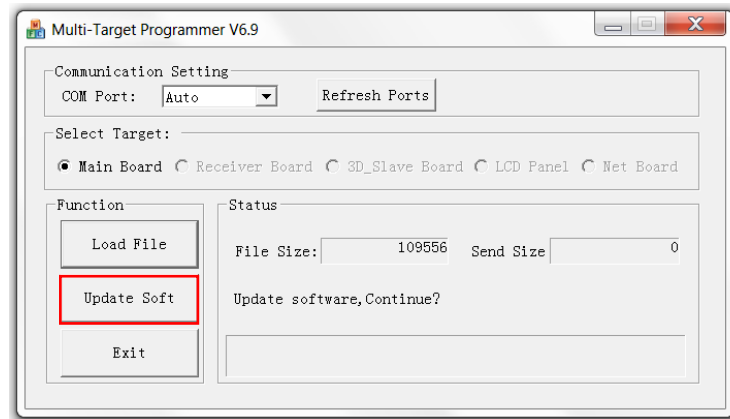 Multi-Target Programmer V6.9
Communication Setting
COM Port: Auto Refresh Ports
Select Target:
Main Board Receiver Board 3D_Slave Board LCD Panel Net Board
Function
Load File
Update Soft
Exit
Status
File Size: 109556 Send Size 0
Update software,Continue?